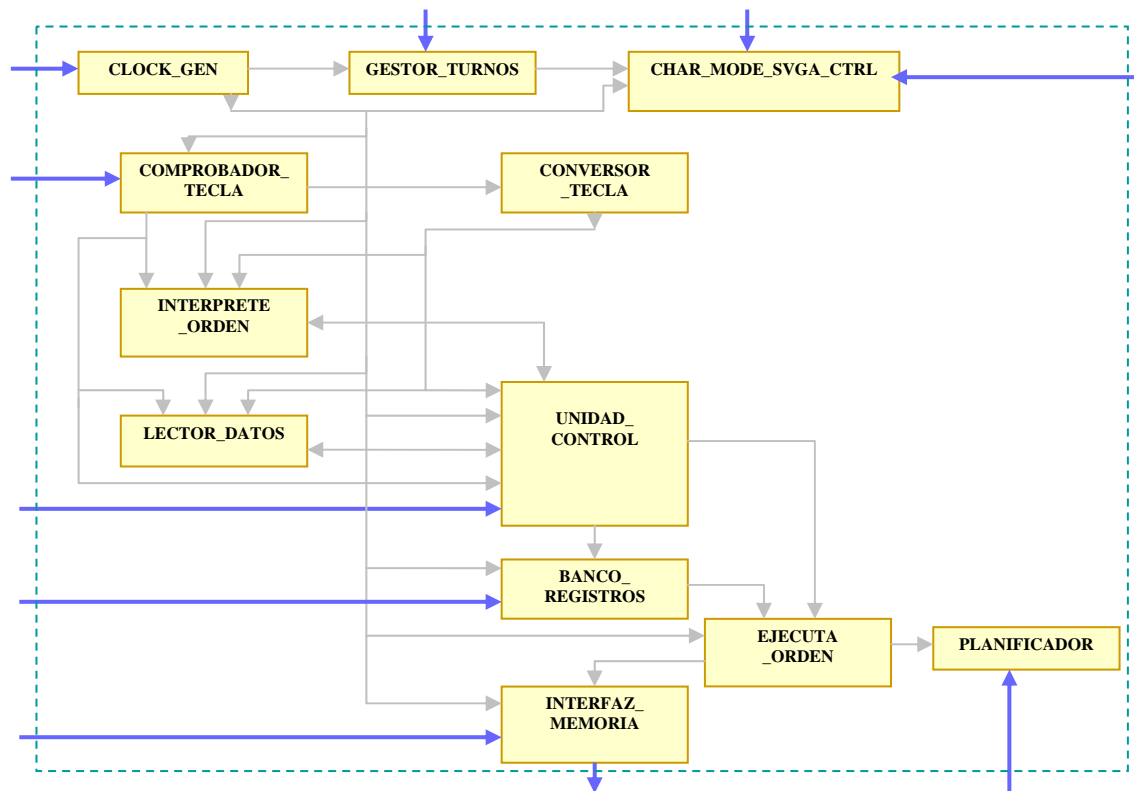 CLOCK_GEN
GESTOR_TURNOS
CHAR_MODE_SVGA_CTRL
COMPROBADOR_
TECLA
CONVERSOR
_TECLA
INTERPRETE
_ORDEN
LECTOR_DATOS
UNIDAD_
CONTROL
BANCO_
REGISTROS
EJECUTA
_ORDEN
PLANIFICADOR
INTERFAZ_
MEMORIA